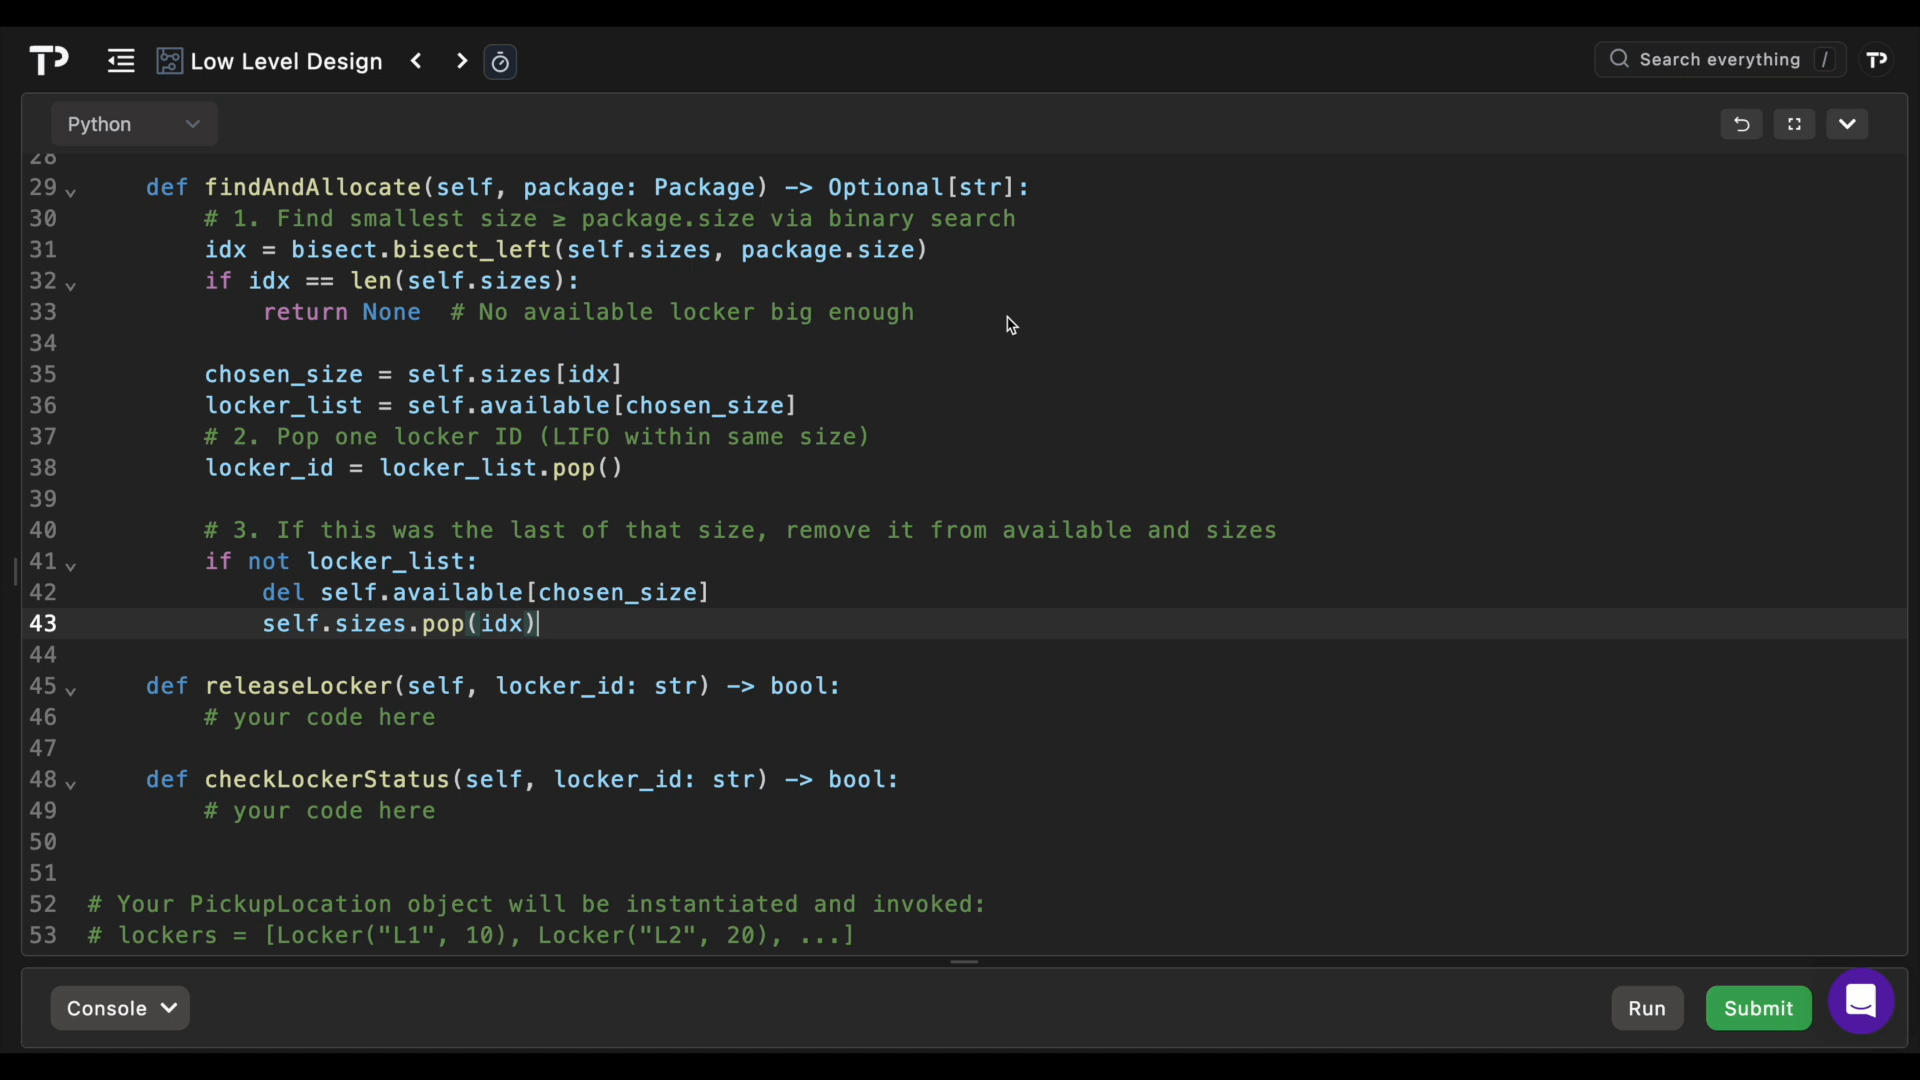 TP Low Level Design
Search everything /
TP
Python
28
29 def findAndAllocate(self, package: Package) -> Optional[str]:
30 # 1. Find smallest size ≥ package.size via binary search
31 idx = bisect.bisect_left(self.sizes, package.size)
32 if idx == len(self.sizes):
33 return None # No available locker big enough
34
35 chosen_size = self.sizes[idx]
36 locker_list = self.available[chosen_size]
37 # 2. Pop one locker ID (LIFO within same size)
38 locker_id = locker_list.pop()
39
40 # 3. If this was the last of that size, remove it from available and sizes
41 if not locker_list:
42 del self.available[chosen_size]
43 self.sizes.pop(idx)
44
45 def releaseLocker(self, locker_id: str) -> bool:
46 # your code here
47
48 def checkLockerStatus(self, locker_id: str) -> bool:
49 # your code here
50
51
52 # Your PickupLocation object will be instantiated and invoked:
53 # lockers = [Locker("L1", 10), Locker("L2", 20), ...]
Console
Run
Submit